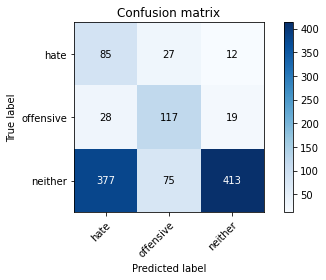 Confusion matrix
True label
hate 85 27 12
offensive 28 117 19
neither 377 75 413
hate offensive neither
Predicted label
400
350
300
250
200
150
100
50